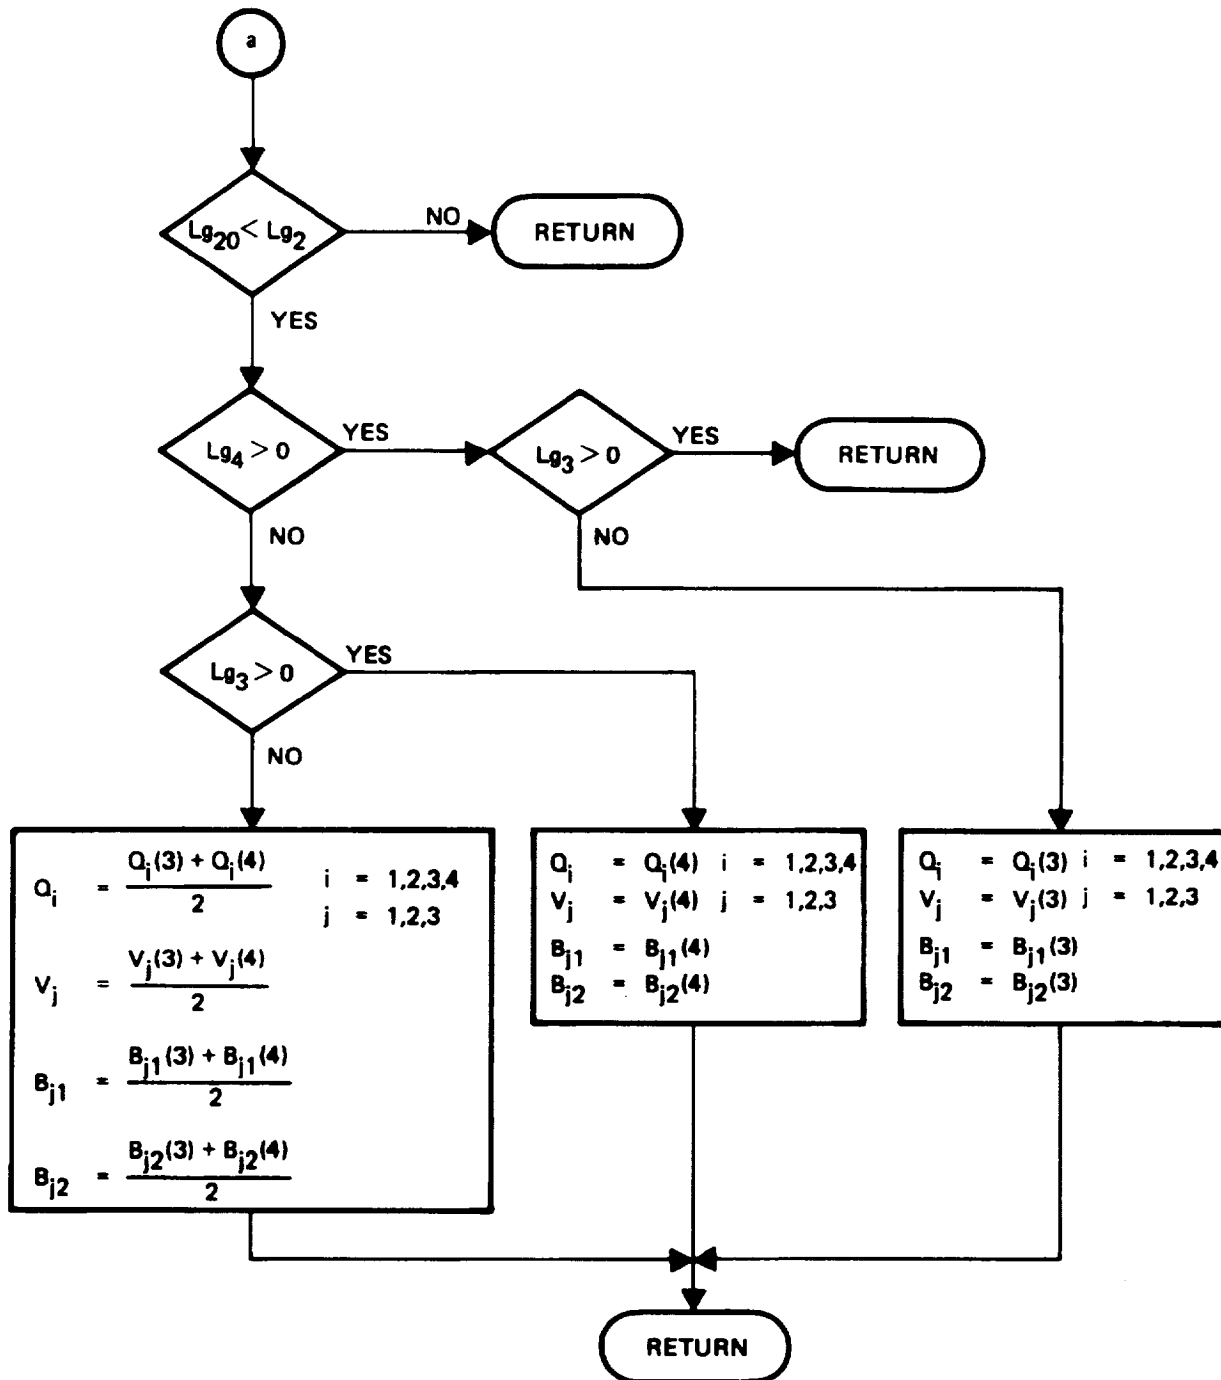 a
Lg20 < Lg2
NO
RETURN
YES
Lg4 > 0
YES
Lg3 > 0
YES
RETURN
NO
NO
Lg3 > 0
YES
NO
Qi = Qi(3) + Qi(4) / 2 i = 1,2,3,4
j = 1,2,3
Vj = Vj(3) + Vj(4) / 2
Bj1 = Bj1(3) + Bj1(4) / 2
Bj2 = Bj2(3) + Bj2(4) / 2
Qi = Qi(4) i = 1,2,3,4
Vj = Vj(4) j = 1,2,3
Bj1 = Bj1(4)
Bj2 = Bj2(4)
Qi = Qi(3) i = 1,2,3,4
Vj = Vj(3) j = 1,2,3
Bj1 = Bj1(3)
Bj2 = Bj2(3)
RETURN